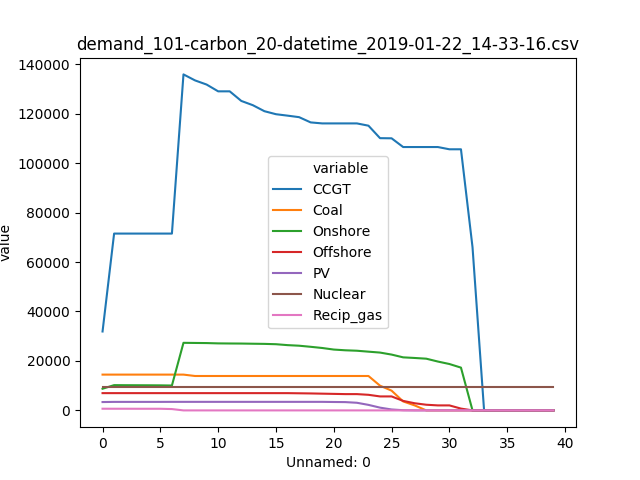 demand_101-carbon_20-datetime_2019-01-22_14-33-16.csv
140000
120000
100000
80000
60000
40000
20000
0
value
variable
CCGT
Coal
Onshore
Offshore
PV
Nuclear
Recip_gas
0 5 10 15 20 25 30 35 40
Unnamed: 0